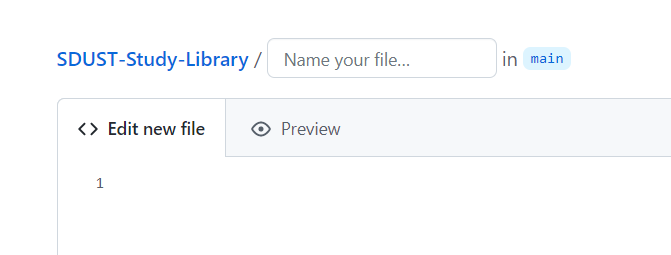 SDUST-Study-Library / Name your file... in main
Edit new file Preview
1